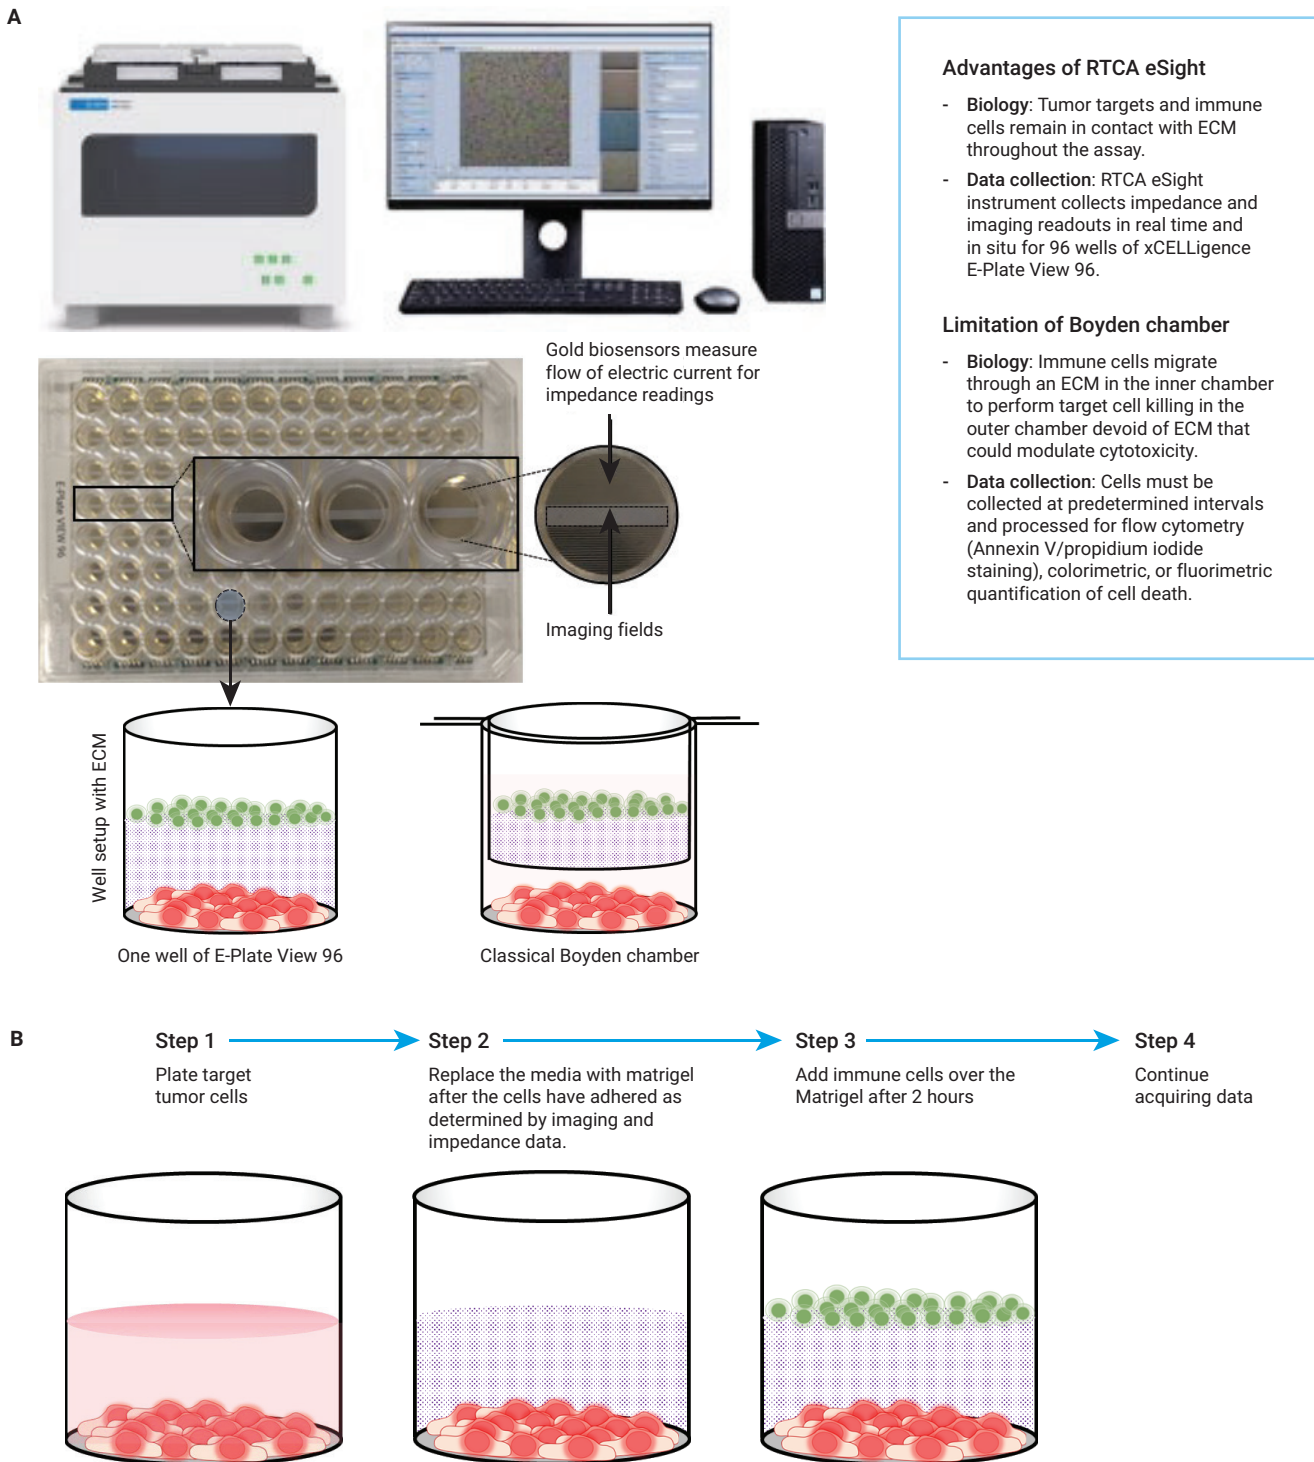 A
Advantages of RTCA eSight
- Biology: Tumor targets and immune
cells remain in contact with ECM
throughout the assay.
- Data collection: RTCA eSight
instrument collects impedance and
imaging readouts in real time and
in situ for 96 wells of xCELLigence
E-Plate View 96.
Limitation of Boyden chamber
- Biology: Immune cells migrate
through an ECM in the inner chamber
to perform target cell killing in the
outer chamber devoid of ECM that
could modulate cytotoxicity.
- Data collection: Cells must be
collected at predetermined intervals
and processed for flow cytometry
(Annexin V/propidium iodide
staining), colorimetric, or fluorimetric
quantification of cell death.
Gold biosensors measure
flow of electric current for
impedance readings
E-Plate VIEW 96
Imaging fields
Well setup with ECM
One well of E-Plate View 96
Classical Boyden chamber
B
Step 1
Plate target
tumor cells
Step 2
Replace the media with matrigel
after the cells have adhered as
determined by imaging and
impedance data.
Step 3
Add immune cells over the
Matrigel after 2 hours
Step 4
Continue
acquiring data